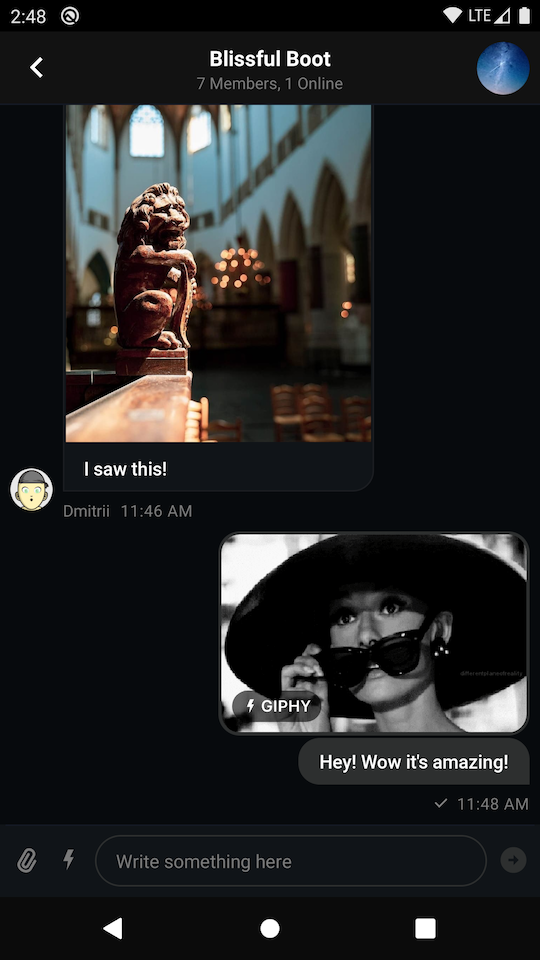 2:48
LTE
Blissful Boot
7 Members, 1 Online
I saw this!
Dmitrii 11:46 AM
GIPHY
Hey! Wow it's amazing!
11:48 AM
Write something here